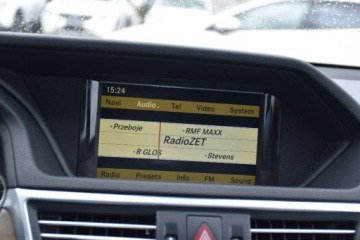 15:24
Navi Audio Tel Video System
·Przeboje ·RMF MAXX
RadioZET
·R GLOS ·Stevens
Radio Presets Info FM Sound